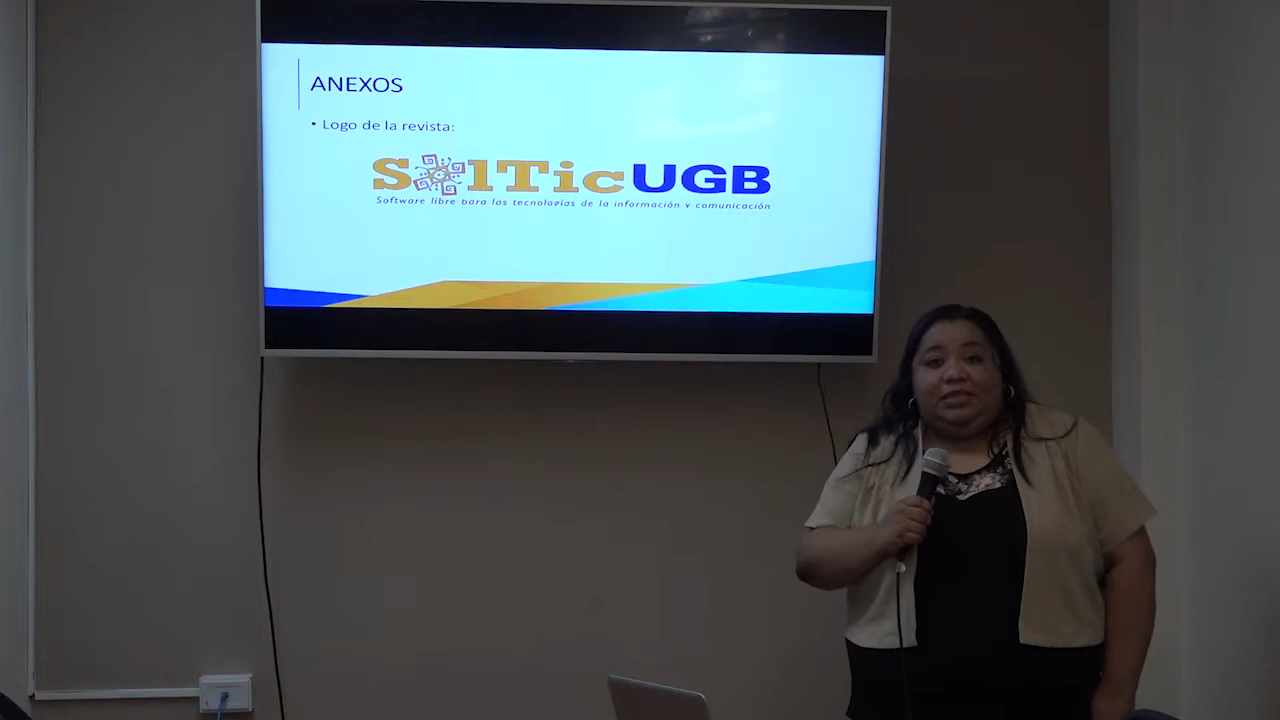 ANEXOS
• Logo de la revista:
SolTicUGB
Software libre para las tecnologías de la información y comunicación